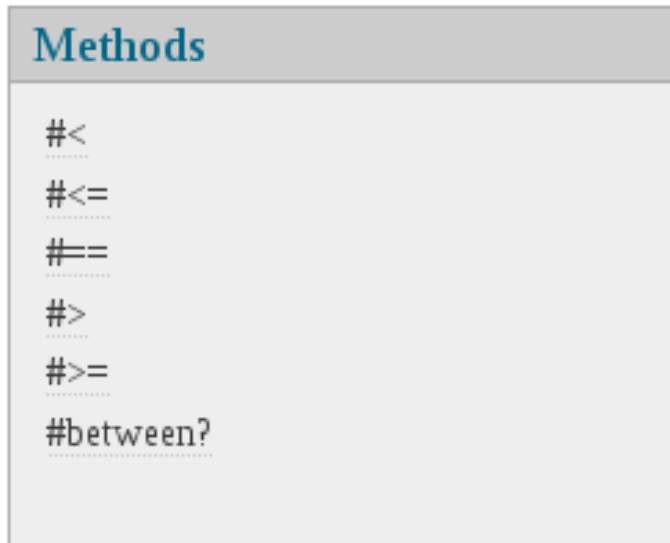 Methods
#<
#<=
#==
#>
#>=
#between?